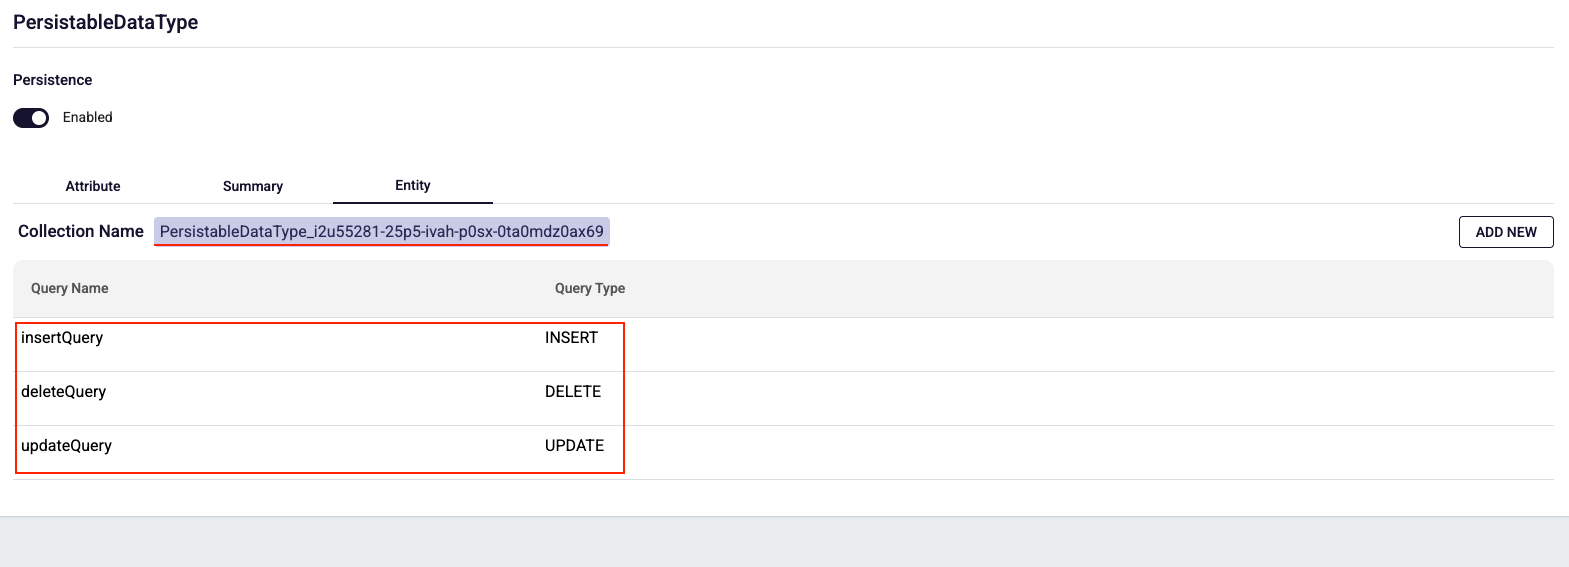 PersistableDataType
Persistence
Enabled
Attribute Summary Entity
Collection Name PersistableDataType_i2u55281-25p5-ivah-p0sx-0ta0mdz0ax69 ADD NEW
Query Name Query Type
insertQuery INSERT
deleteQuery DELETE
updateQuery UPDATE